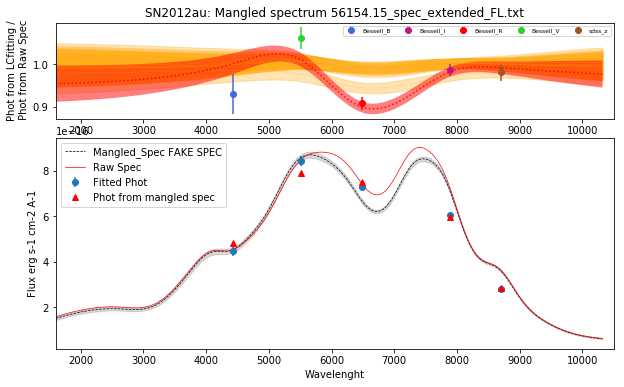 SN2012au: Mangled spectrum 56154.15_spec_extended_FL.txt
Phot from LCfitting /
Phot from Raw Spec
1.0
0.9
Bessell_B
Bessell_I
Bessell_R
Bessell_V
sdss_z
2000 3000 4000 5000 6000 7000 8000 9000 10000
1e−16
Flux erg s-1 cm-2 A-1
8
6
4
2
Mangled_Spec FAKE SPEC
Raw Spec
Fitted Phot
Phot from mangled spec
2000 3000 4000 5000 6000 7000 8000 9000 10000
Wavelenght